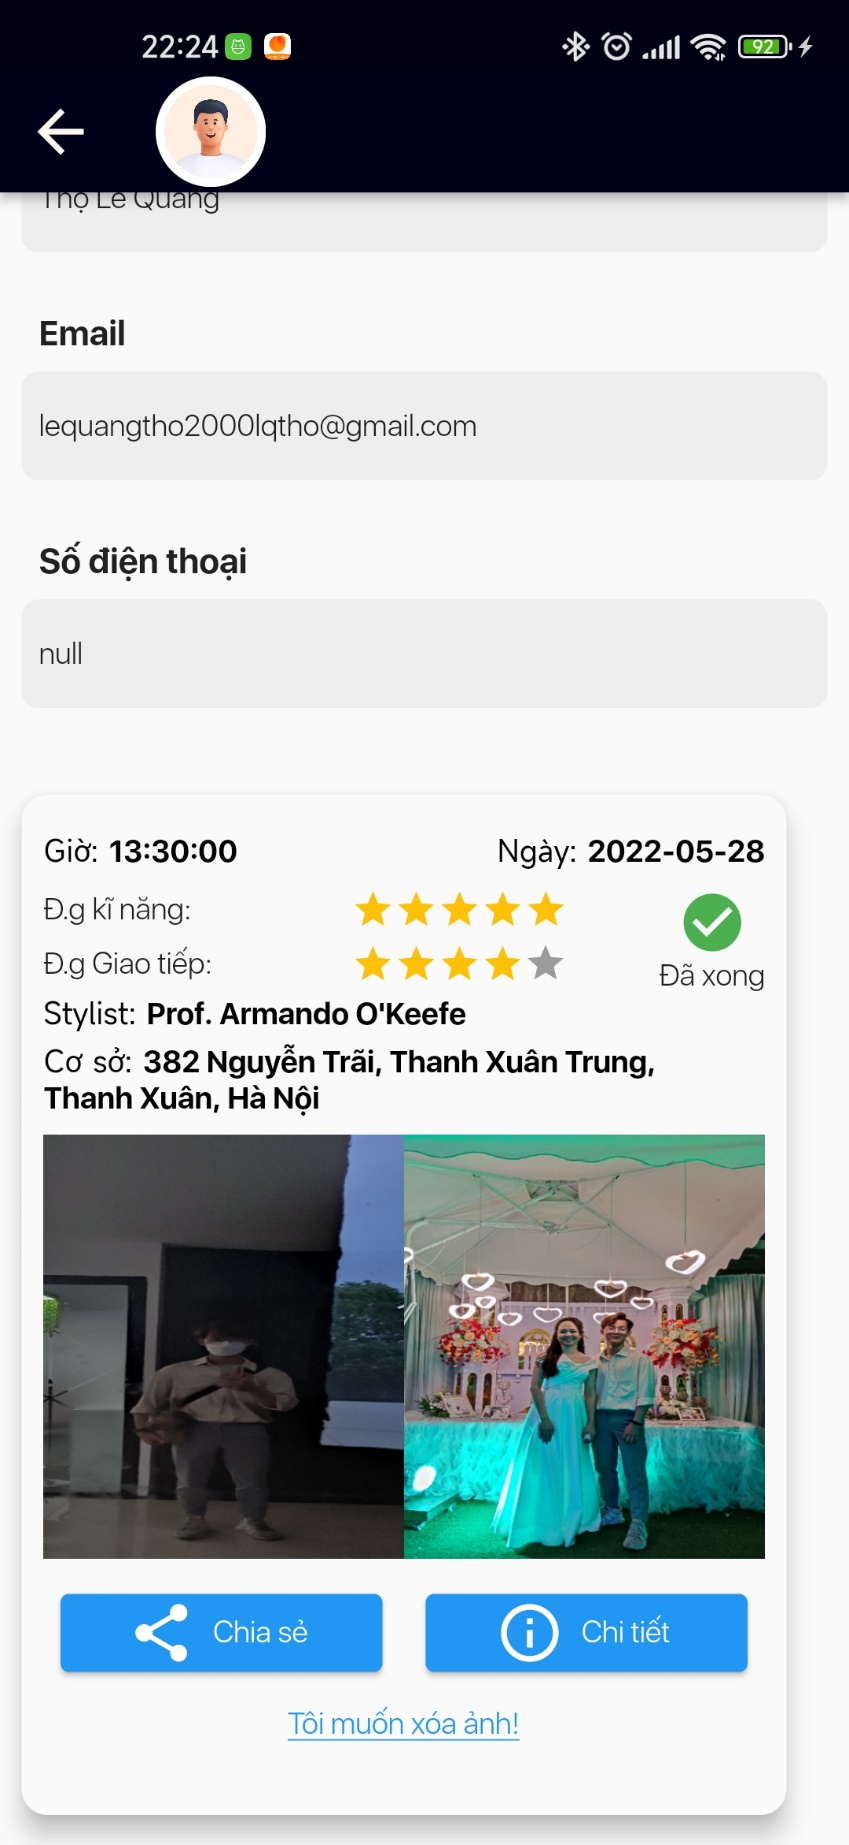 22:24
92
Thọ Lê Quang
Email
lequangtho2000lqtho@gmail.com
Số điện thoại
null
Giờ: 13:30:00 Ngày: 2022-05-28
Đ.g kĩ năng:
Đ.g Giao tiếp:
Đã xong
Stylist: Prof. Armando O'Keefe
Cơ sở: 382 Nguyễn Trãi, Thanh Xuân Trung,
Thanh Xuân, Hà Nội
Chia sẻ Chi tiết
Tôi muốn xóa ảnh!